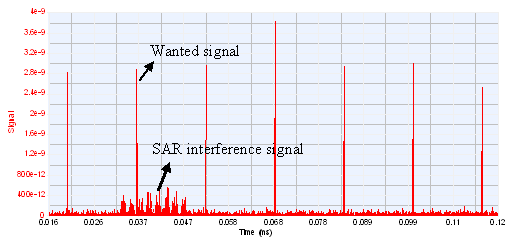 4e-9
3.6e-9
3.2e-9
2.8e-9
2.4e-9
2e-9
1.6e-9
1.2e-9
800e-12
400e-12
0
Signal
Wanted signal
SAR interference signal
0.016 0.026 0.037 0.047 0.058 0.068 0.078 0.089 0.099 0.11 0.12
Time (ms)